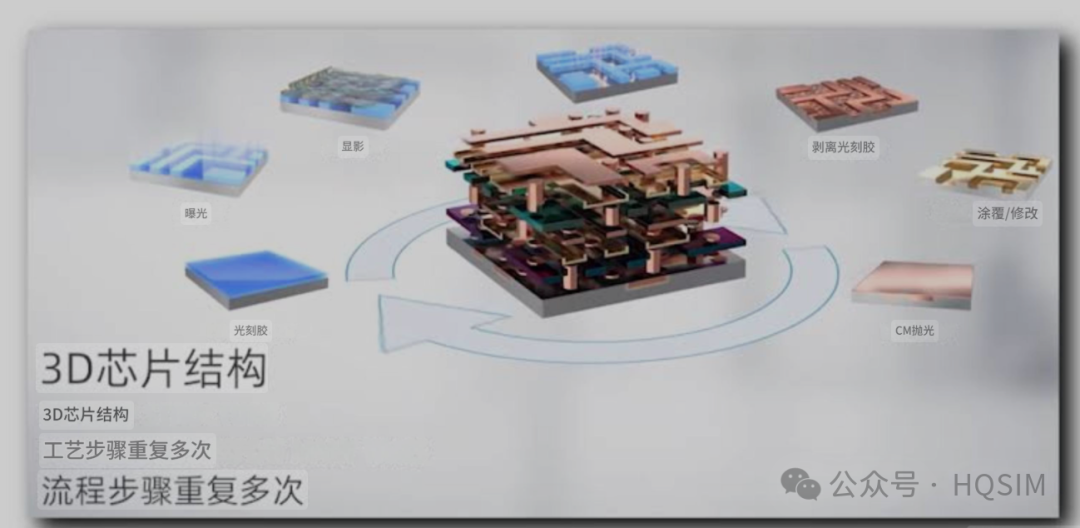 显影
剥离光刻胶
曝光
涂覆/修改
光刻胶
CM抛光
3D芯片结构
3D芯片结构
工艺步骤重复多次
流程步骤重复多次
公众号 · HQSIM